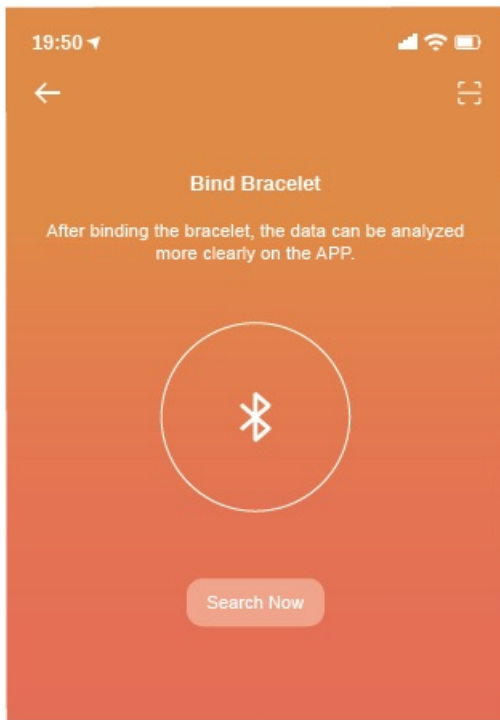 19:50
Bind Bracelet
After binding the bracelet, the data can be analyzed
more clearly on the APP.
Search Now